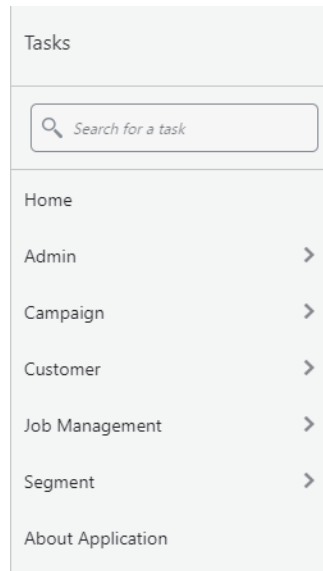 Tasks
Search for a task
Home
Admin
Campaign
Customer
Job Management
Segment
About Application